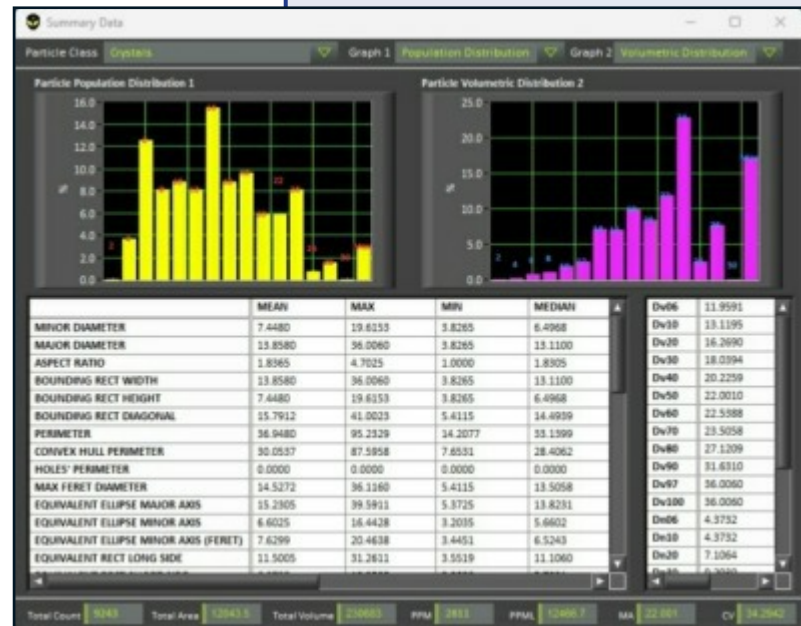 Summary Data
Particle Class Crystals Graph 1 Population Distribution Graph 2 Volumetric Distribution
Particle Population Distribution 1
16.0
14.0
12.0
10.0
8.0
6.0
4.0
2.0
0.0
%
2
22
Particle Volumetric Distribution 2
25.0
20.0
15.0
10.0
5.0
0.0
%
2
MEAN MAX MIN MEDIAN
MINOR DIAMETER 7.4480 19.6153 3.8265 6.4968
MAJOR DIAMETER 13.8580 36.0060 3.8265 13.1100
ASPECT RATIO 1.8365 4.7025 1.0000 1.8305
BOUNDING RECT WIDTH 13.8580 36.0060 3.8265 13.1100
BOUNDING RECT HEIGHT 7.4480 19.6153 3.8265 6.4968
BOUNDING RECT DIAGONAL 15.7912 41.0023 5.4115 14.4939
PERIMETER 36.9480 95.2329 14.2077 33.1399
CONVEX HULL PERIMETER 30.0537 87.5958 7.6531 28.4062
HOLES' PERIMETER 0.0000 0.0000 0.0000 0.0000
MAX FERET DIAMETER 14.5272 36.1160 5.4115 13.5058
EQUIVALENT ELLIPSE MAJOR AXIS 15.2305 39.5911 5.3725 13.8231
EQUIVALENT ELLIPSE MINOR AXIS 6.6025 16.4428 3.2035 5.6602
EQUIVALENT ELLIPSE MINOR AXIS (FERET) 7.6299 20.4638 3.4451 6.5243
EQUIVALENT RECT LONG SIDE 11.5005 31.2611 3.5519 11.1060
Dv06 11.9591
Dv10 13.1195
Dv20 16.2690
Dv30 18.0394
Dv40 20.2259
Dv50 22.0010
Dv60 22.5388
Dv70 23.5058
Dv80 27.1209
Dv90 31.6310
Dv97 36.0060
Dv100 36.0060
Dn06 4.3732
Dn10 4.3732
Dn20 7.1064
Total Count 9243 Total Area 12043.5 Total Volume PPM PPML 12466.7 MA 22.001 CV 34.2942